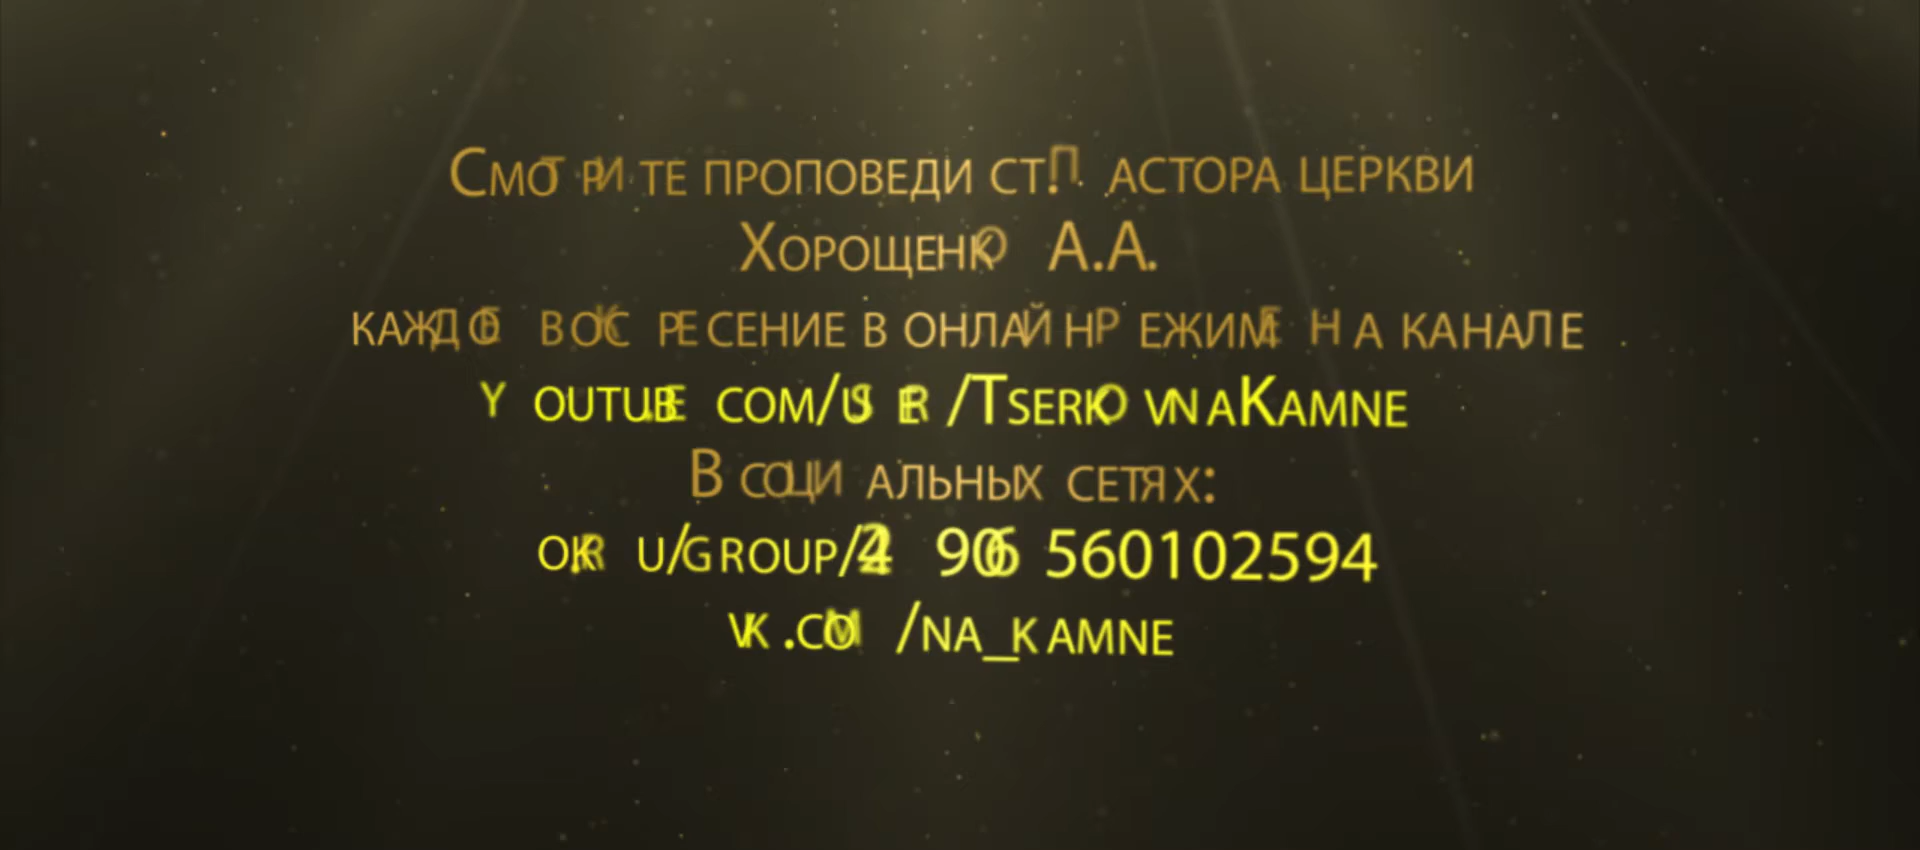 Смотрите проповеди ст. пастора церкви
Хорощенко А.А.
каждое воскресение в онлайн режиме на канале
youtube.com/user/TserkovnaKamne
В социальных сетях:
ok.ru/group/
vk.com/na_kamne